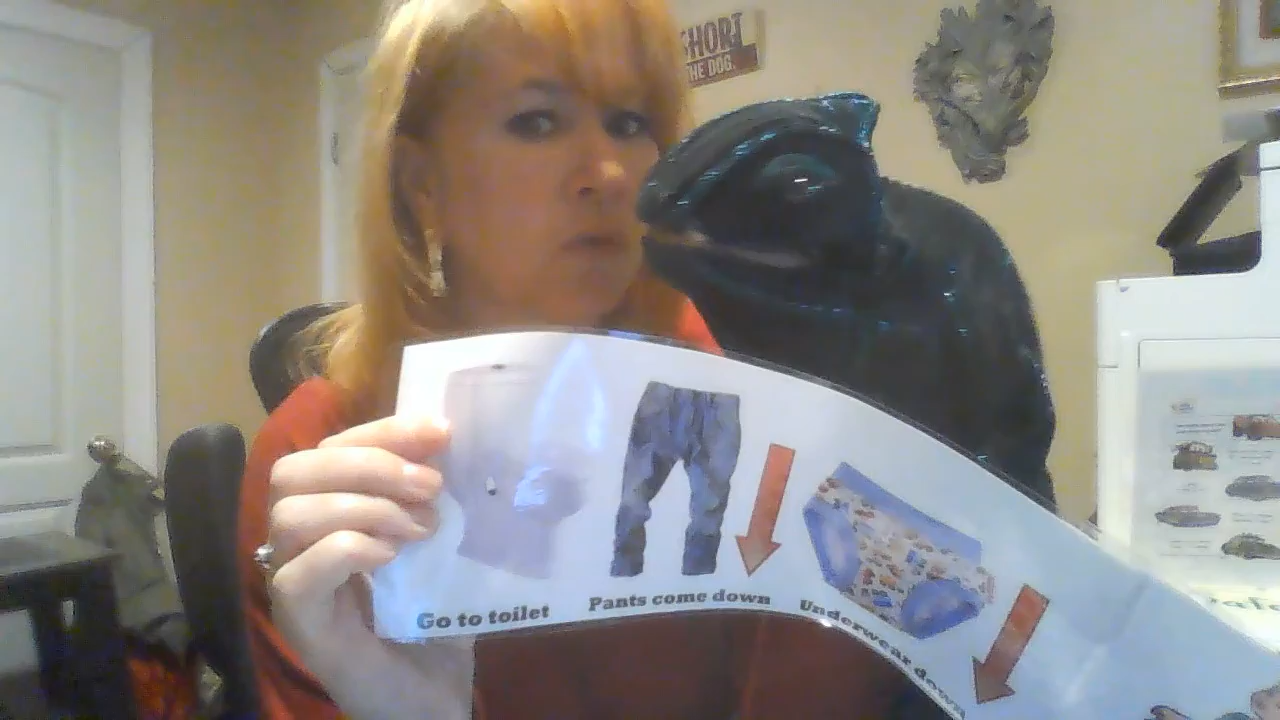 SHORT
THE DOG.
Go to toilet
Pants come down
Underwear down